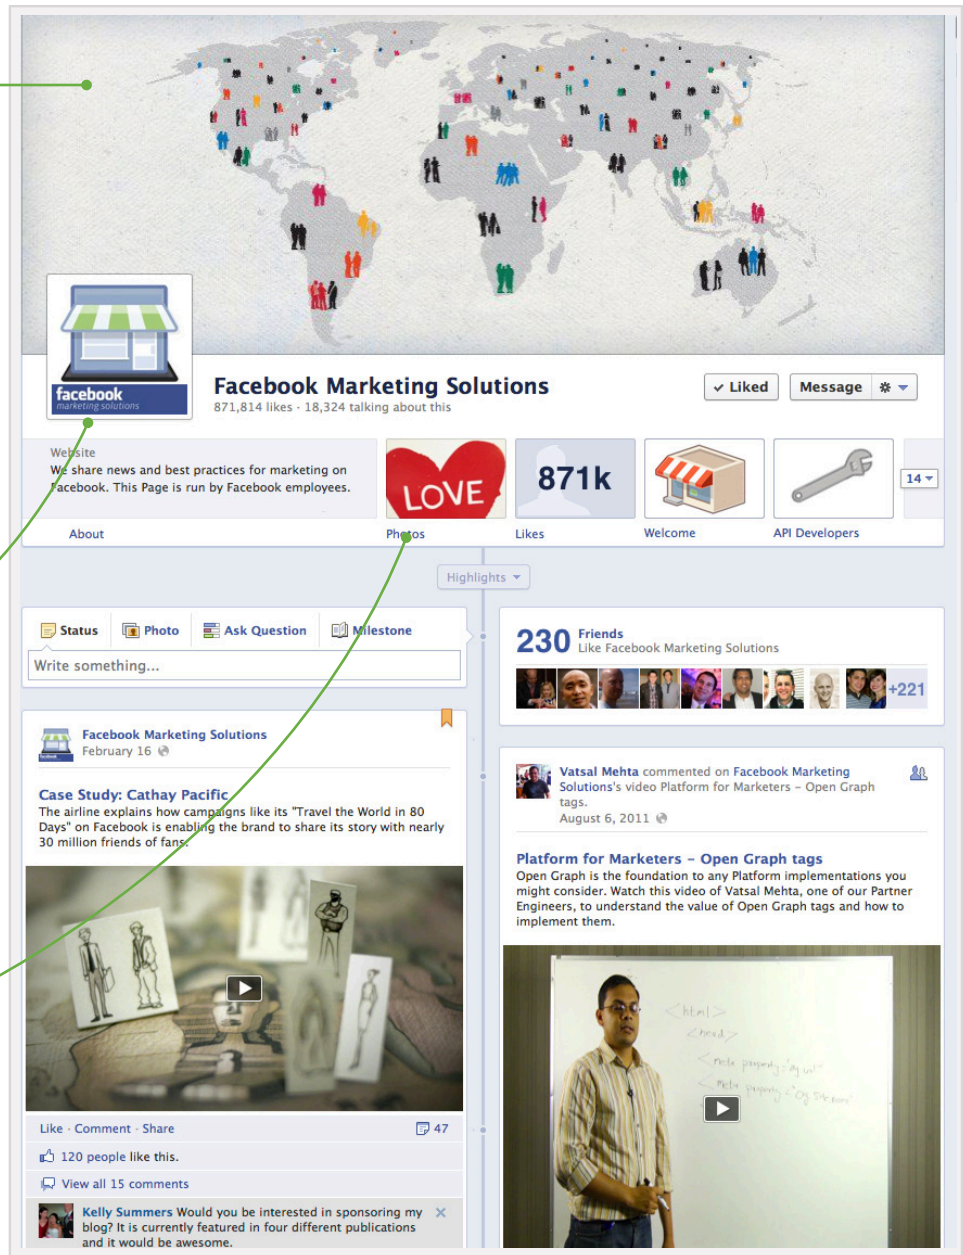 facebook
marketing solutions
Facebook Marketing Solutions
871,814 likes · 18,324 talking about this
✓ Liked
Message
Website
We share news and best practices for marketing on
Facebook. This Page is run by Facebook employees.
About
LOVE
Photos
871k
Likes
Welcome
API Developers
14
Highlights
Status
Photo
Ask Question
Milestone
Write something...
Facebook Marketing Solutions
February 16
Case Study: Cathay Pacific
The airline explains how campaigns like its "Travel the World in 80
Days" on Facebook is enabling the brand to share its story with nearly
30 million friends of fans.
Like · Comment · Share
47
120 people like this.
View all 15 comments
Kelly Summers Would you be interested in sponsoring my
blog? It is currently featured in four different publications
and it would be awesome.
230 Friends
Like Facebook Marketing Solutions
+221
Vatsal Mehta commented on Facebook Marketing
Solutions's video Platform for Marketers – Open Graph
tags.
August 6, 2011
Platform for Marketers – Open Graph tags
Open Graph is the foundation to any Platform implementations you
might consider. Watch this video of Vatsal Mehta, one of our Partner
Engineers, to understand the value of Open Graph tags and how to
implement them.
<html>
<head>
<meta property="og:url"
<meta property="og: